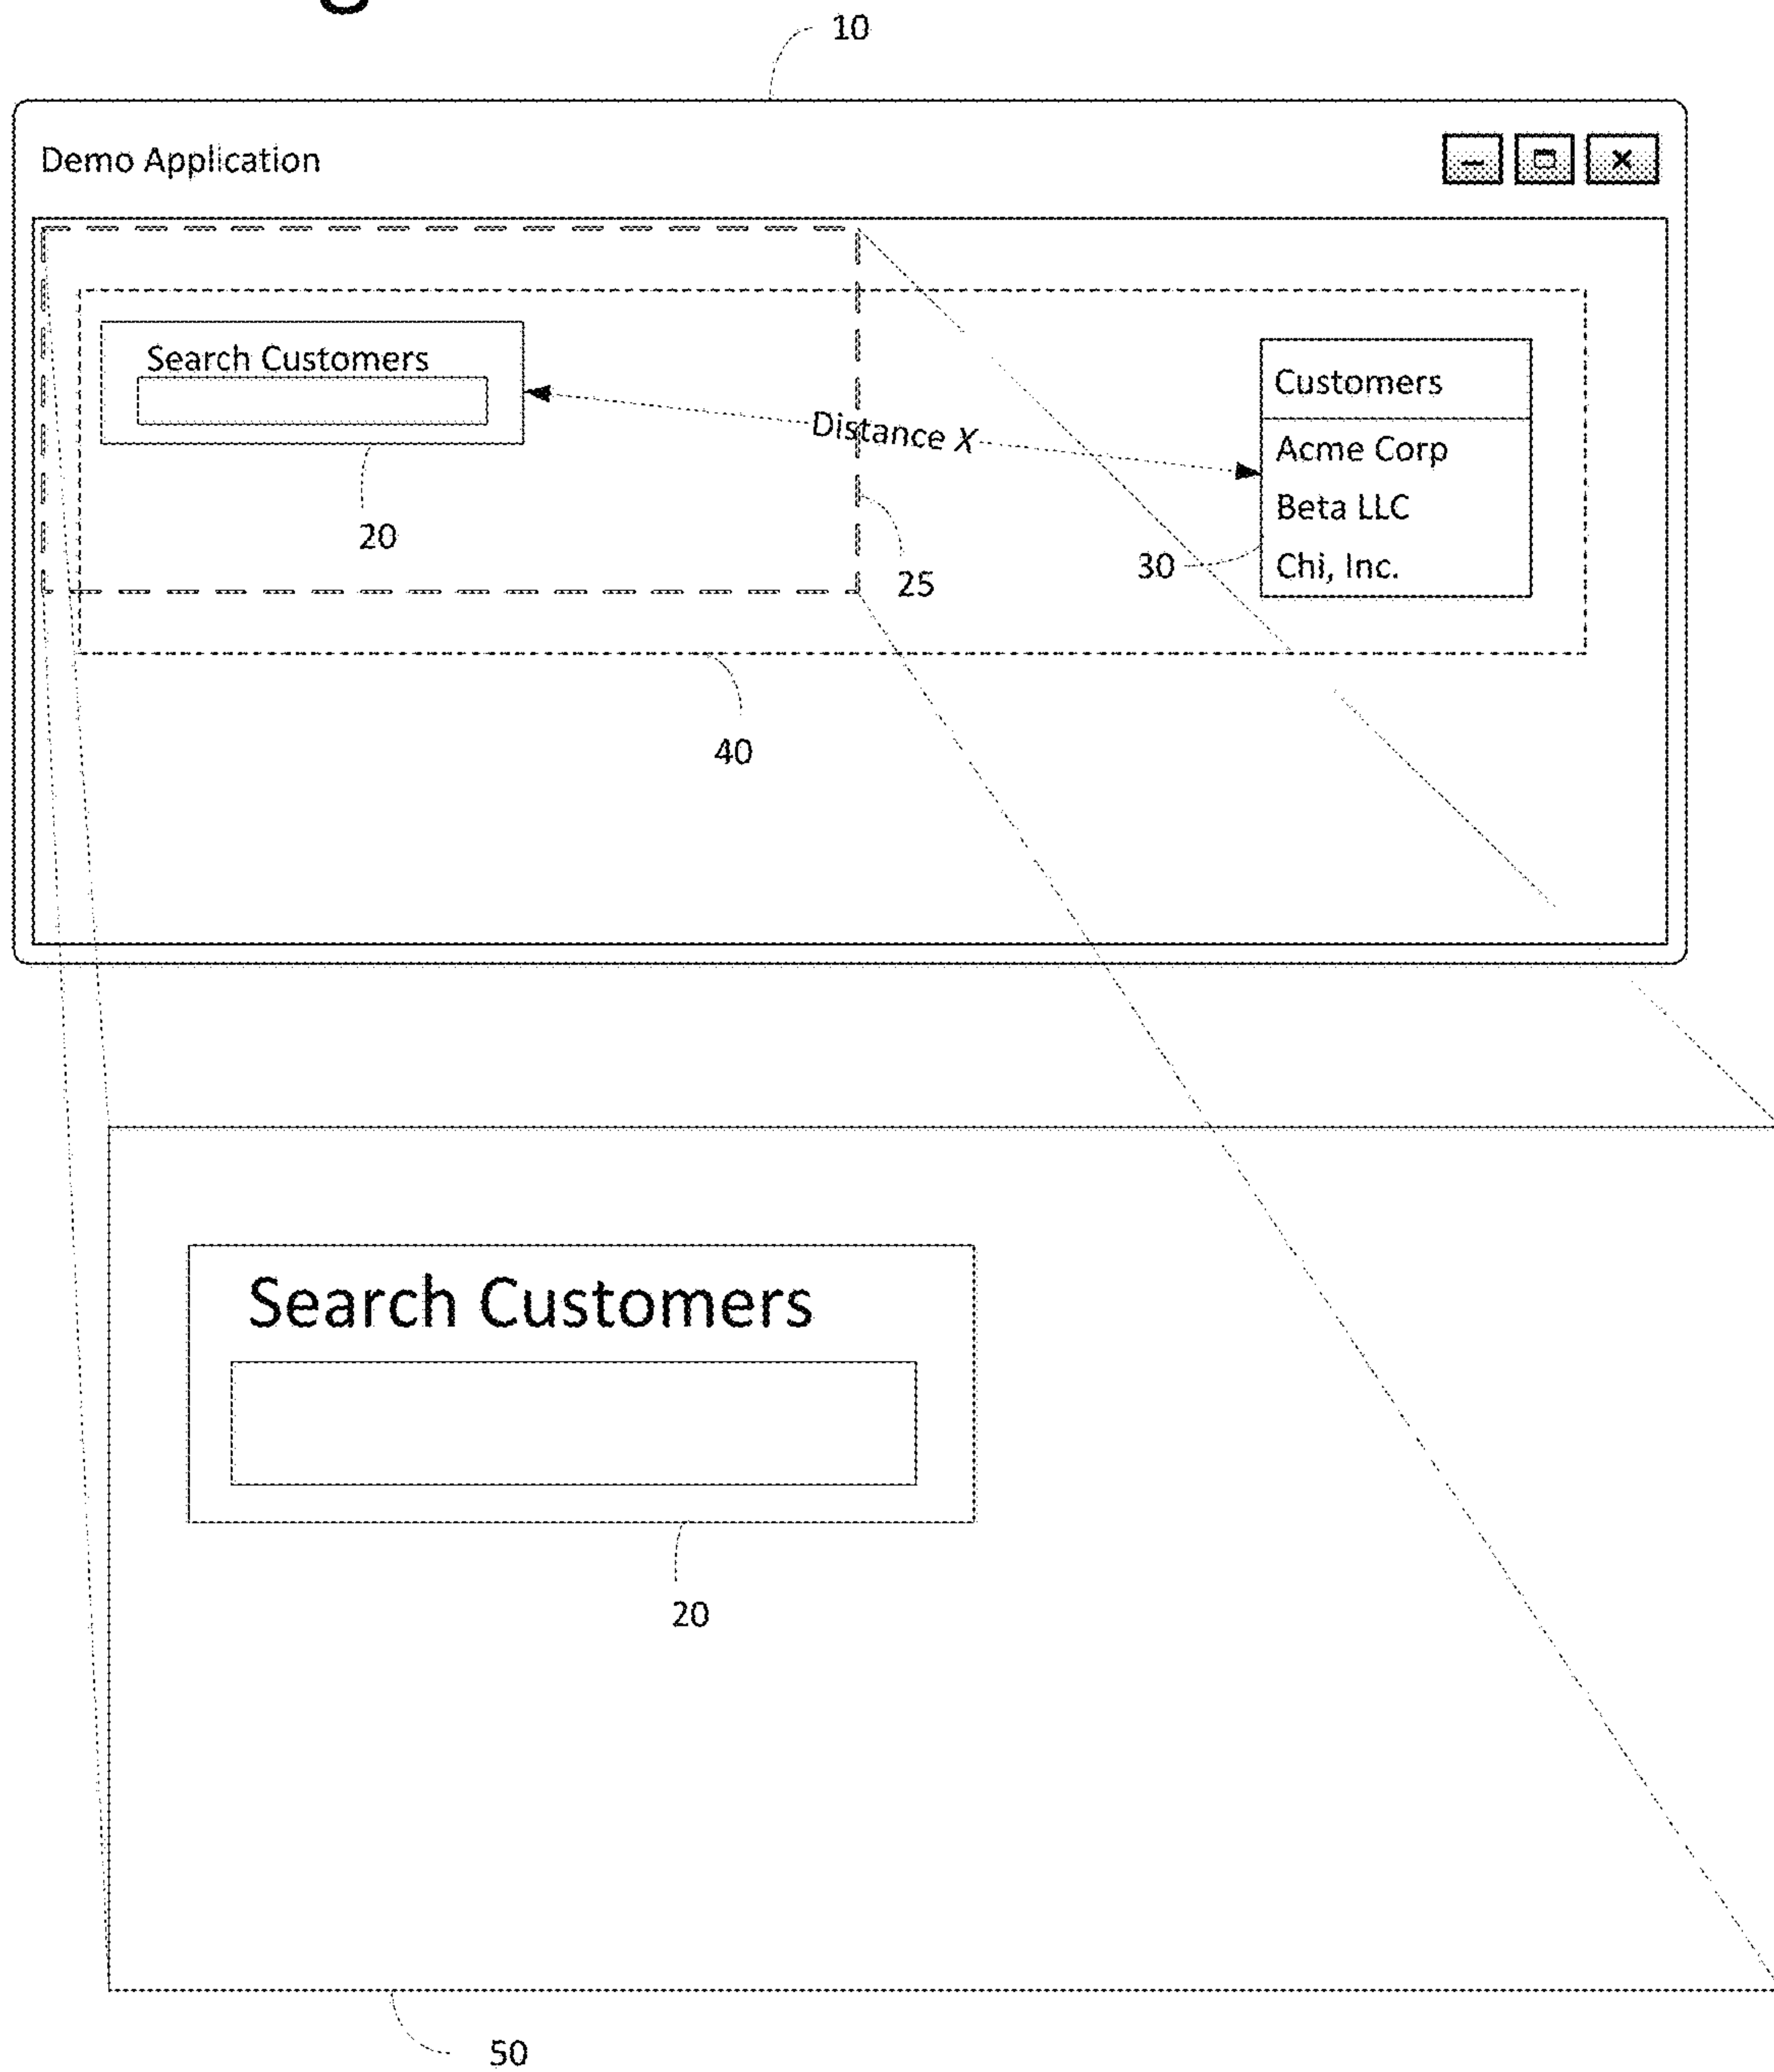 10
Demo Application
Search Customers
Customers
Distance X
Acme Corp
Beta LLC
20
25
30
Chi, Inc.
40
Search Customers
20
50